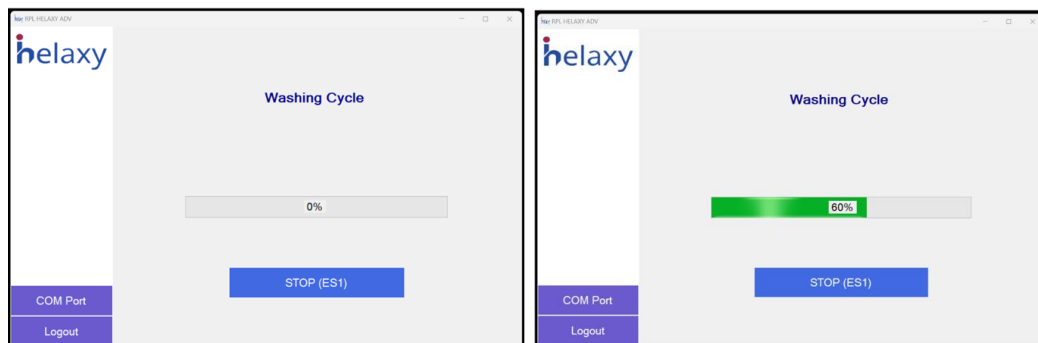 RPL HELAXY ADV
helaxy
Washing Cycle
0%
STOP (ES1)
COM Port
Logout
RPL HELAXY ADV
helaxy
Washing Cycle
60%
STOP (ES1)
COM Port
Logout